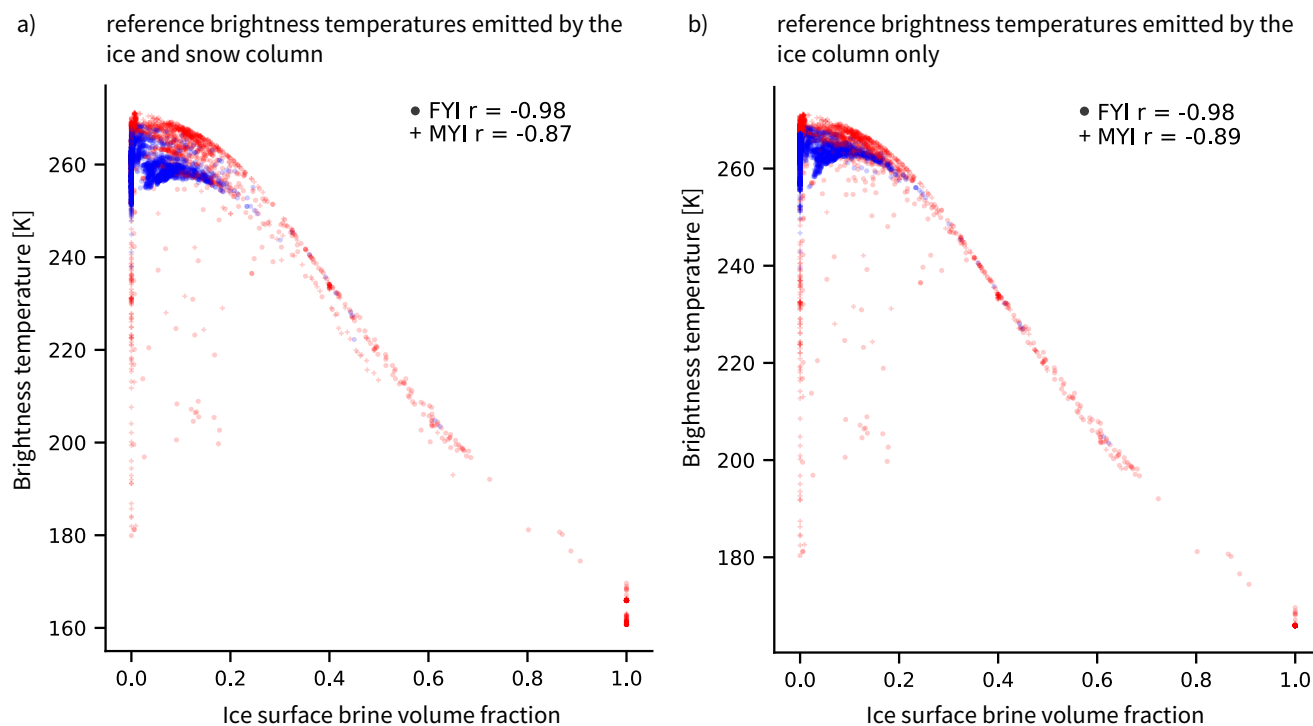 a)
reference brightness temperatures emitted by the
ice and snow column
● FYI r = -0.98
+ MYI r = -0.87
Brightness temperature [K]
260
240
220
200
180
160
0.0 0.2 0.4 0.6 0.8 1.0
Ice surface brine volume fraction
b)
reference brightness temperatures emitted by the
ice column only
● FYI r = -0.98
+ MYI r = -0.89
Brightness temperature [K]
260
240
220
200
180
0.0 0.2 0.4 0.6 0.8 1.0
Ice surface brine volume fraction